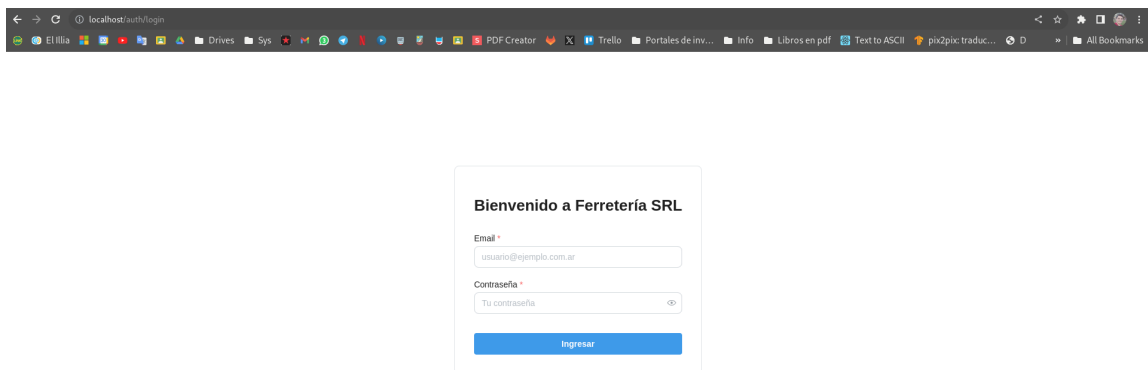 localhost/auth/login
El Illia Drives Sys PDF Creator Trello Portales de inv... Info Libros en pdf Text to ASCII pix2pix: traduc... D » All Bookmarks
Bienvenido a Ferretería SRL
Email *
usuario@ejemplo.com.ar
Contraseña *
Tu contraseña
Ingresar